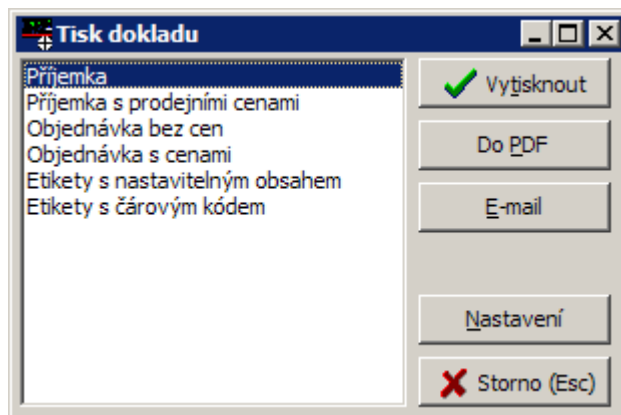 Tisk dokladu
Příjemka
Příjemka s prodejními cenami
Objednávka bez cen
Objednávka s cenami
Etikety s nastavitelným obsahem
Etikety s čárovým kódem
Vytisknout
Do PDF
E-mail
Nastavení
Storno (Esc)